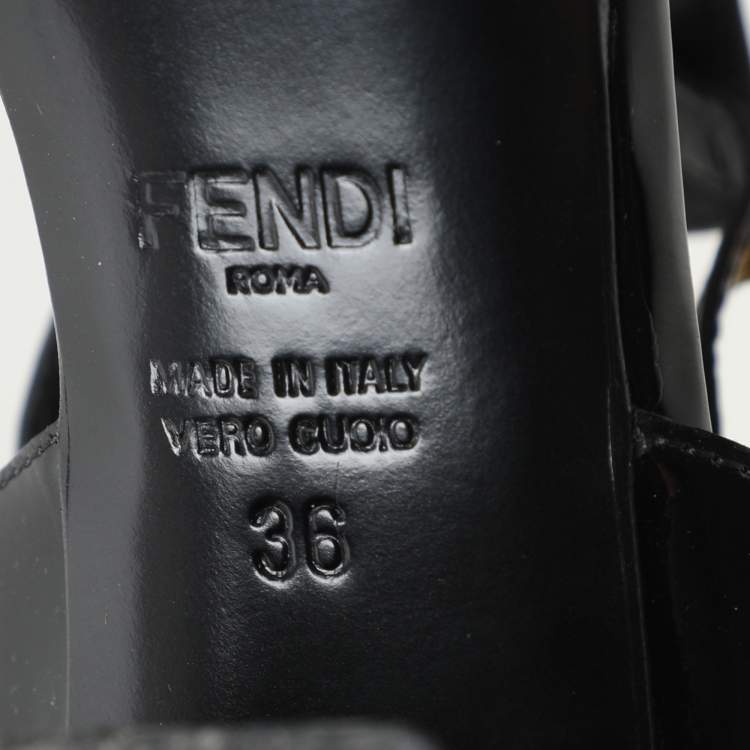 FENDI
ROMA
MADE IN ITALY
VERO CUOIO
36